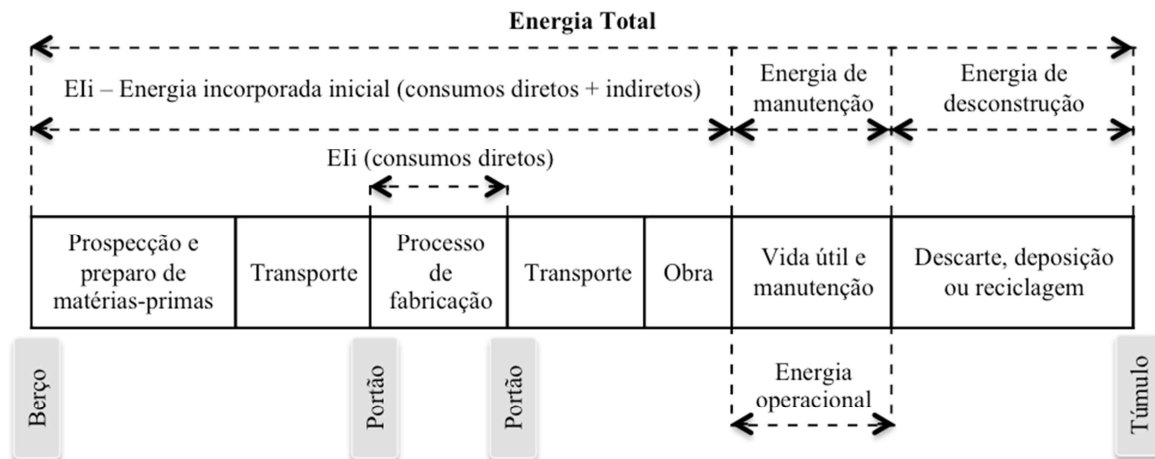 Energia Total
EIi – Energia incorporada inicial (consumos diretos + indiretos)
Energia de
manutenção
Energia de
desconstrução
EIi (consumos diretos)
Prospecção e
preparo de
matérias-primas
Transporte
Processo
de
fabricação
Transporte
Obra
Vida útil e
manutenção
Descarte, deposição
ou reciclagem
Berço
Portão
Portão
Energia
operacional
Túmulo